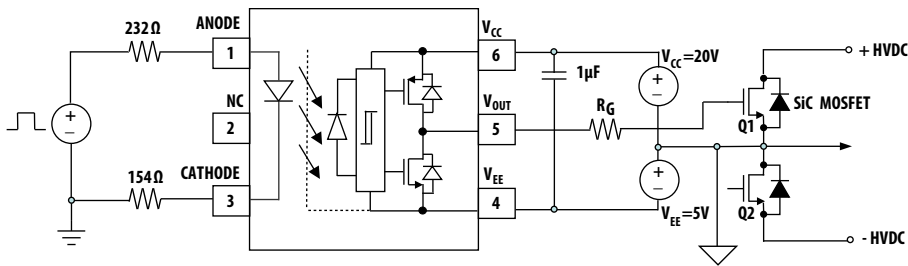 232Ω
ANODE
1
NC
2
154Ω
CATHODE
3
VCC
6
VOUT
5
VEE
4
1µF
RG
VCC=20V
VEE=5V
+ HVDC
SiC MOSFET
Q1
Q2
- HVDC